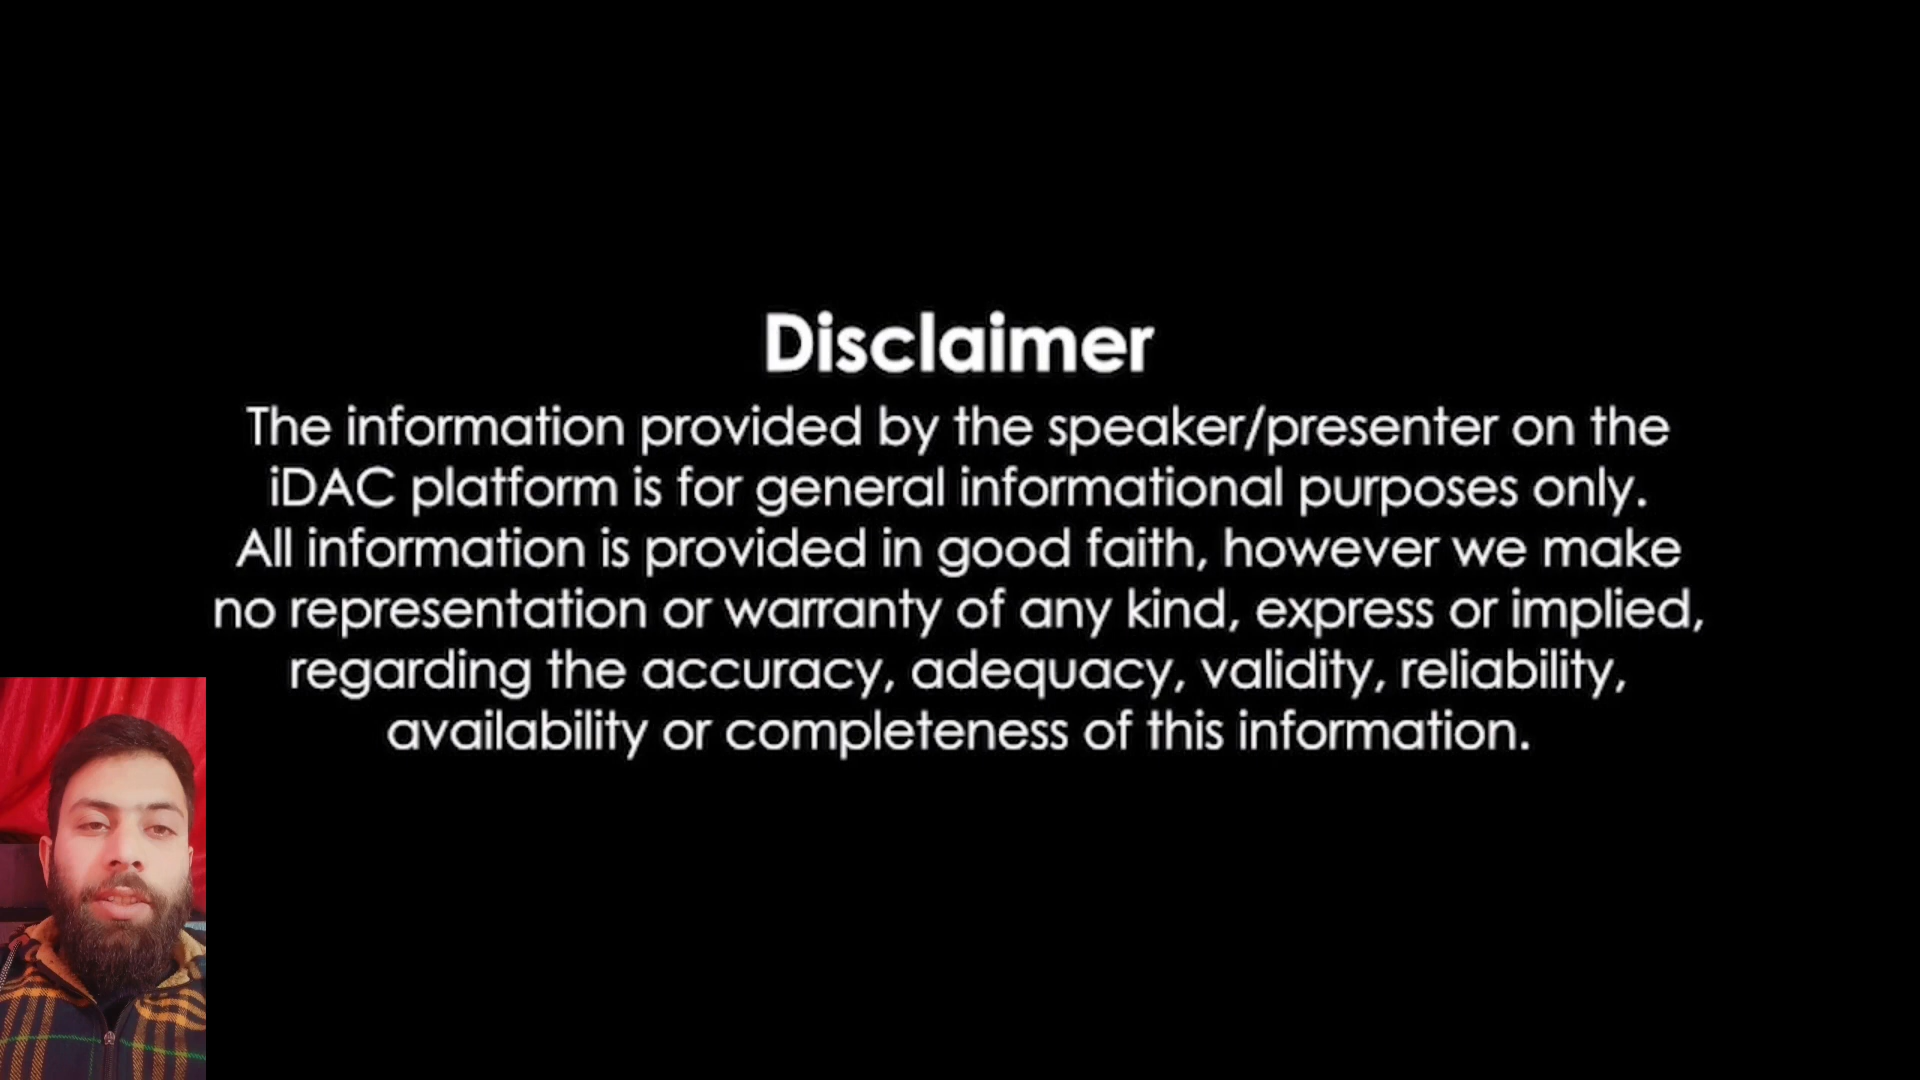 Disclaimer
The information provided by the speaker/presenter on the
iDAC platform is for general informational purposes only.
All information is provided in good faith, however we make
no representation or warranty of any kind, express or implied,
regarding the accuracy, adequacy, validity, reliability,
availability or completeness of this information.